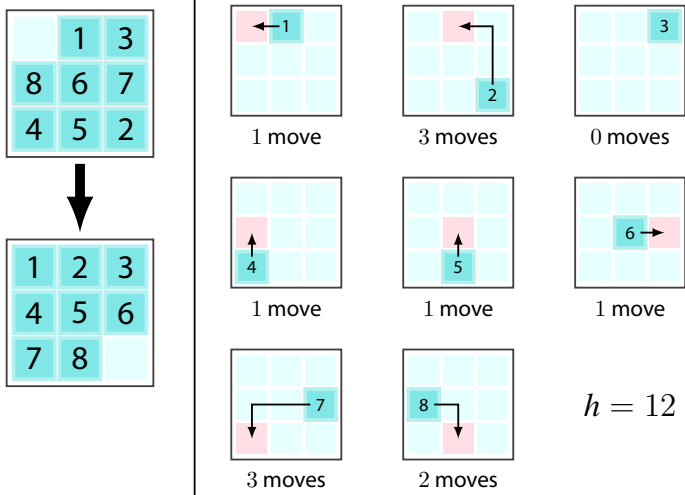 1 3
8 6 7
4 5 2
1 2 3
4 5 6
7 8
1
2
3
1 move
3 moves
0 moves
4
5
6
1 move
1 move
1 move
7
8
h = 12
3 moves
2 moves